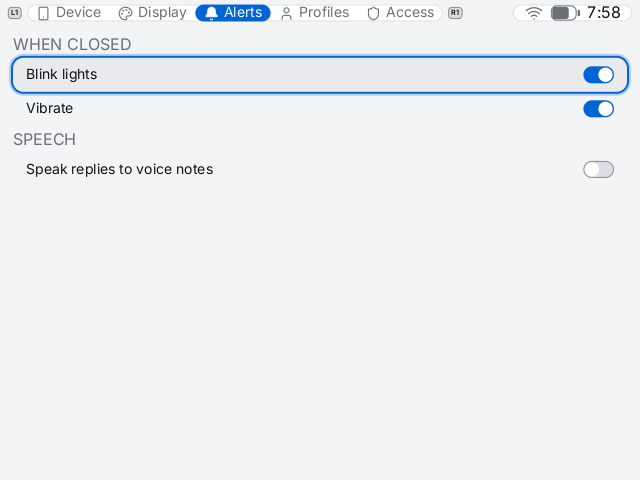 L1 Device Display Alerts Profiles Access R1 7:58
WHEN CLOSED
Blink lights
Vibrate
SPEECH
Speak replies to voice notes